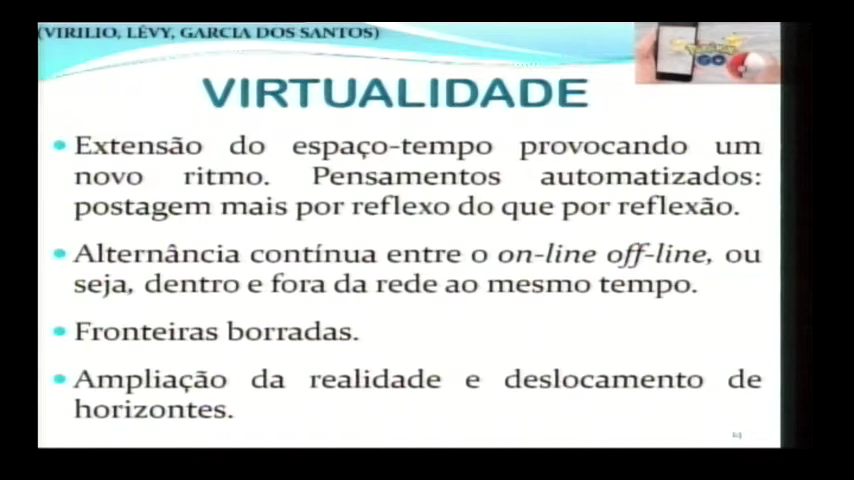 (VIRILIO, LÉVY, GARCIA DOS SANTOS)
POKÉMON
GO
VIRTUALIDADE
• Extensão do espaço-tempo provocando um
novo ritmo. Pensamentos automatizados:
postagem mais por reflexo do que por reflexão.
• Alternância contínua entre o on-line off-line, ou
seja, dentro e fora da rede ao mesmo tempo.
• Fronteiras borradas.
• Ampliação da realidade e deslocamento de
horizontes.